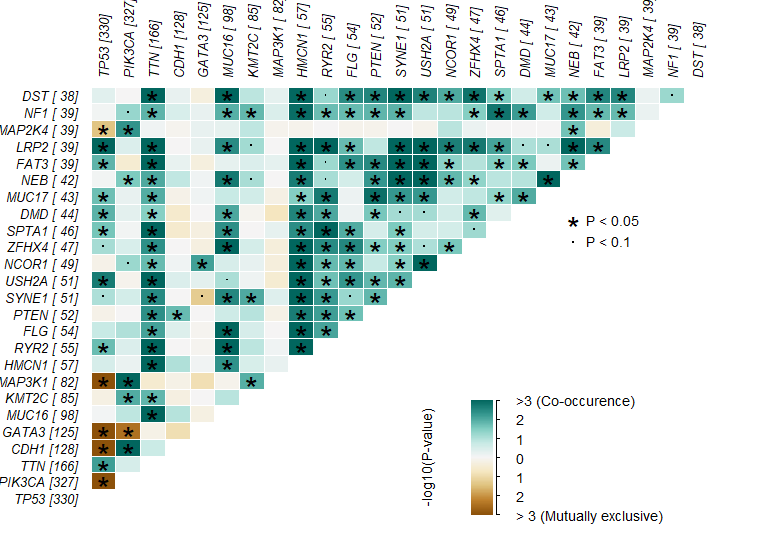 TP53 [330]
PIK3CA [327]
TTN [166]
CDH1 [128]
GATA3 [125]
MUC16 [ 98]
KMT2C [ 85]
MAP3K1 [ 82
HMCN1 [ 57]
RYR2 [ 55]
FLG [ 54]
PTEN [ 52]
SYNE1 [ 51]
USH2A [ 51]
NCOR1 [ 49]
ZFHX4 [ 47]
SPTA1 [ 46]
DMD [ 44]
MUC17 [ 43]
NEB [ 42]
FAT3 [ 39]
LRP2 [ 39]
MAP2K4 [ 39
NF1 [ 39]
DST [ 38]
DST [ 38]
NF1 [ 39]
MAP2K4 [ 39]
LRP2 [ 39]
FAT3 [ 39]
NEB [ 42]
MUC17 [ 43]
DMD [ 44]
SPTA1 [ 46]
ZFHX4 [ 47]
NCOR1 [ 49]
USH2A [ 51]
SYNE1 [ 51]
PTEN [ 52]
FLG [ 54]
RYR2 [ 55]
HMCN1 [ 57]
MAP3K1 [ 82]
KMT2C [ 85]
MUC16 [ 98]
GATA3 [125]
CDH1 [128]
TTN [166]
PIK3CA [327]
TP53 [330]
* P < 0.05
· P < 0.1
-log10(P-value)
>3 (Co-occurence)
2
1
0
1
2
> 3 (Mutually exclusive)